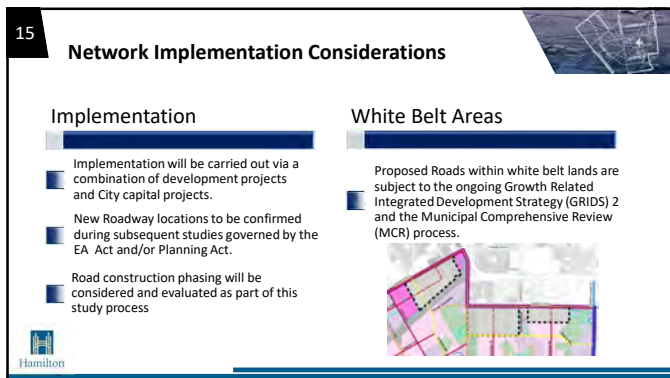 15
Network Implementation Considerations
Implementation
Implementation will be carried out via a
combination of development projects
and City capital projects.
New Roadway locations to be confirmed
during subsequent studies governed by the
EA Act and/or Planning Act.
Road construction phasing will be
considered and evaluated as part of this
study process
White Belt Areas
Proposed Roads within white belt lands are
subject to the ongoing Growth Related
Integrated Development Strategy (GRIDS) 2
and the Municipal Comprehensive Review
(MCR) process.
Hamilton